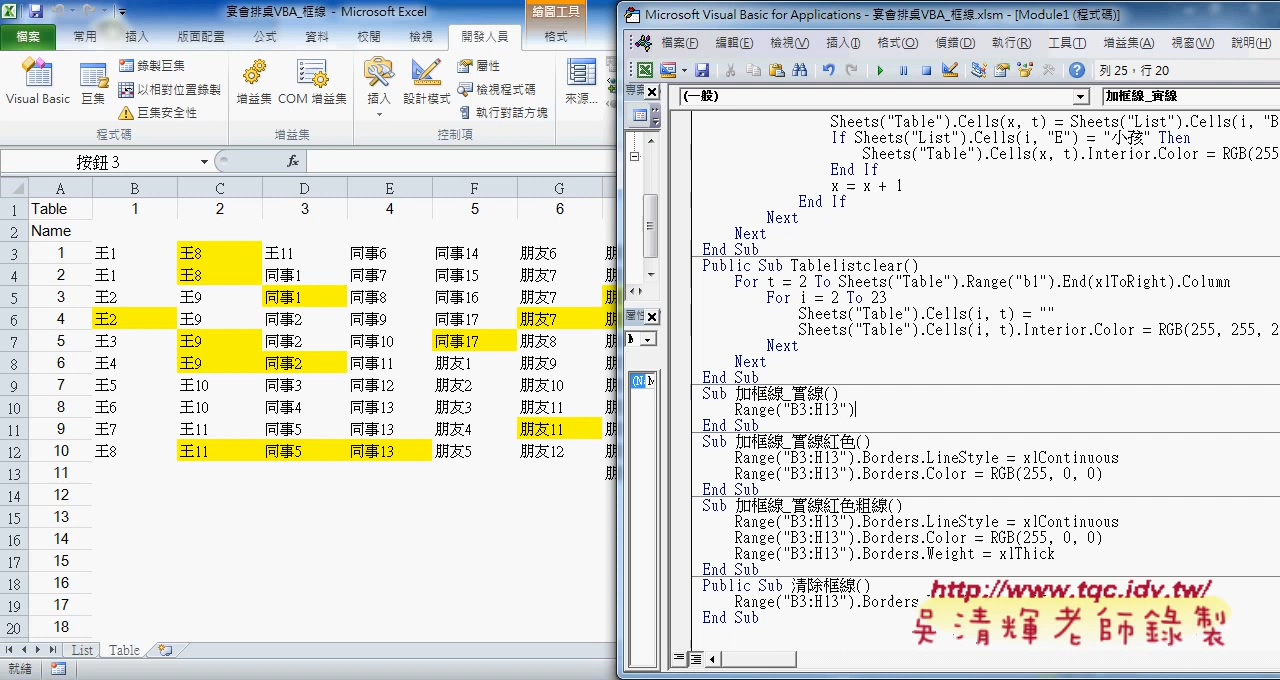 宴會排桌VBA_框線 - Microsoft Excel
繪圖工具
檔案 常用 插入 版面配置 公式 資料 校閱 檢視 開發人員 格式
Visual Basic
巨集
錄製巨集
以相對位置錄製
巨集安全性
程式碼
增益集
COM 增益集
增益集
插入
設計模式
屬性
檢視程式碼
執行對話方塊
控制項
來源...
按鈕 3
fx
A B C D E F G
1 Table 1 2 3 4 5 6
2 Name
3 1 王1 王8 王11 同事6 同事14 朋友6
4 2 王1 王8 同事1 同事7 同事15 朋友7
5 3 王2 王9 同事1 同事8 同事16 朋友7
6 4 王2 王9 同事2 同事9 同事17 朋友7
7 5 王3 王9 同事2 同事10 同事17 朋友8
8 6 王4 王9 同事2 同事11 朋友1 朋友9
9 7 王5 王10 同事3 同事12 朋友2 朋友10
10 8 王6 王10 同事4 同事13 朋友3 朋友11
11 9 王7 王11 同事5 同事13 朋友4 朋友11
12 10 王8 王11 同事5 同事13 朋友5 朋友12
13 11
14 12
15 13
16 14
17 15
18 16
19 17
20 18
List Table
就緒
Microsoft Visual Basic for Applications - 宴會排桌VBA_框線.xlsm - [Module1 (程式碼)]
檔案(F) 編輯(E) 檢視(V) 插入(I) 格式(O) 偵錯(D) 執行(R) 工具(T) 增益集(A) 視窗(W) 說明(H)
列 25，行 20
(一般) 加框線_實線
Sheets("Table").Cells(x, t) = Sheets("List").Cells(i, "B
If Sheets("List").Cells(i, "E") = "小孩" Then
Sheets("Table").Cells(x, t).Interior.Color = RGB(255
End If
x = x + 1
End If
Next
Next
End Sub
Public Sub Tablelistclear()
For t = 2 To Sheets("Table").Range("b1").End(xlToRight).Column
For i = 2 To 23
Sheets("Table").Cells(i, t) = ""
Sheets("Table").Cells(i, t).Interior.Color = RGB(255, 255, 2
Next
Next
End Sub
Sub 加框線_實線()
Range("B3:H13")
End Sub
Sub 加框線_實線紅色()
Range("B3:H13").Borders.LineStyle = xlContinuous
Range("B3:H13").Borders.Color = RGB(255, 0, 0)
End Sub
Sub 加框線_實線紅色粗線()
Range("B3:H13").Borders.LineStyle = xlContinuous
Range("B3:H13").Borders.Color = RGB(255, 0, 0)
Range("B3:H13").Borders.Weight = xlThick
End Sub
Public Sub 清除框線()
Range("B3:H13").Borders
End Sub
http://www.tqc.idv.tw/
吳清輝老師錄製